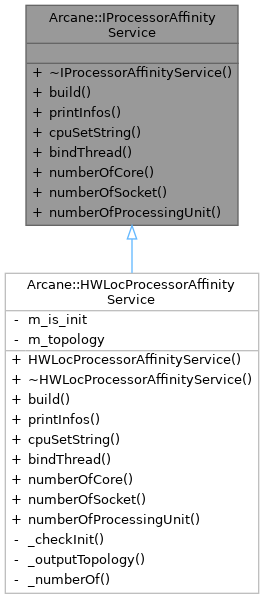 Arcane::IProcessorAffinity
Service
+ ~IProcessorAffinityService()
+ build()
+ printInfos()
+ cpuSetString()
+ bindThread()
+ numberOfCore()
+ numberOfSocket()
+ numberOfProcessingUnit()
Arcane::HWLocProcessorAffinity
Service
- m_is_init
- m_topology
+ HWLocProcessorAffinityService()
+ ~HWLocProcessorAffinityService()
+ build()
+ printInfos()
+ cpuSetString()
+ bindThread()
+ numberOfCore()
+ numberOfSocket()
+ numberOfProcessingUnit()
- _checkInit()
- _outputTopology()
- _numberOf()